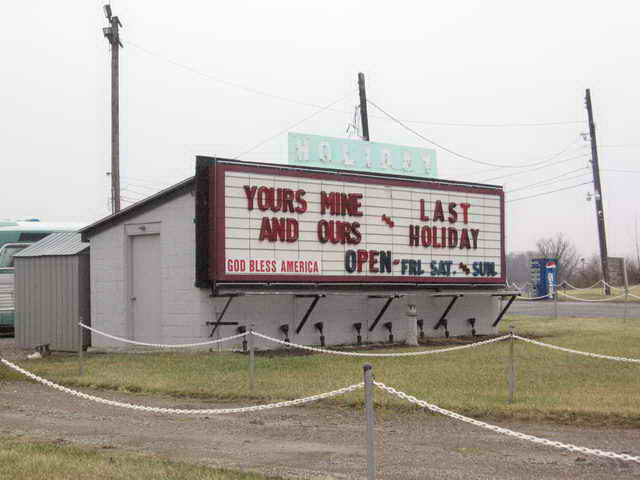 HOLIDAY
YOURS MINE
AND OURS
LAST
HOLIDAY
GOD BLESS AMERICA
OPEN - FRI. SAT. SUN.